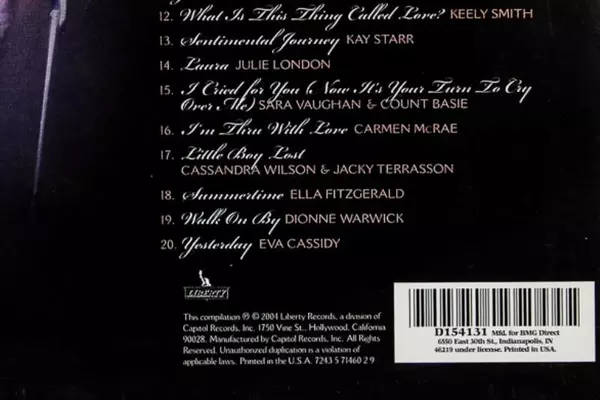 12. What Is This Thing Called Love? KEELY SMITH
13. Sentimental Journey KAY STARR
14. Laura JULIE LONDON
15. I Cried for You (Now It's Your Turn To Cry
Over Me) SARA VAUGHAN & COUNT BASIE
16. I'm Thru With Love CARMEN McRAE
17. Little Boy Lost
CASSANDRA WILSON & JACKY TERRASSON
18. Summertime ELLA FITZGERALD
19. Walk On By DIONNE WARWICK
20. Yesterday EVA CASSIDY
LIBERTY
This compilation ℗ © 2004 Liberty Records, a division of
Capitol Records, Inc. 1750 Vine St., Hollywood, California
90028. Manufactured by Capitol Records, Inc. All Rights
Reserved. Unauthorized duplication is a violation of
applicable laws. Printed in the U.S.A. 7243 5 71460 2 9
D154131 Mfd. for BMG Direct
6550 East 30th St., Indianapolis, IN
46219 under license. Printed in USA.